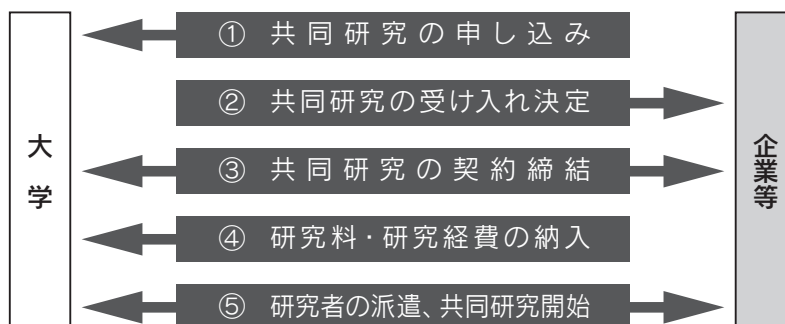 大学
① 共同研究の申し込み
② 共同研究の受け入れ決定
③ 共同研究の契約締結
④ 研究料・研究経費の納入
⑤ 研究者の派遣、共同研究開始
企業等